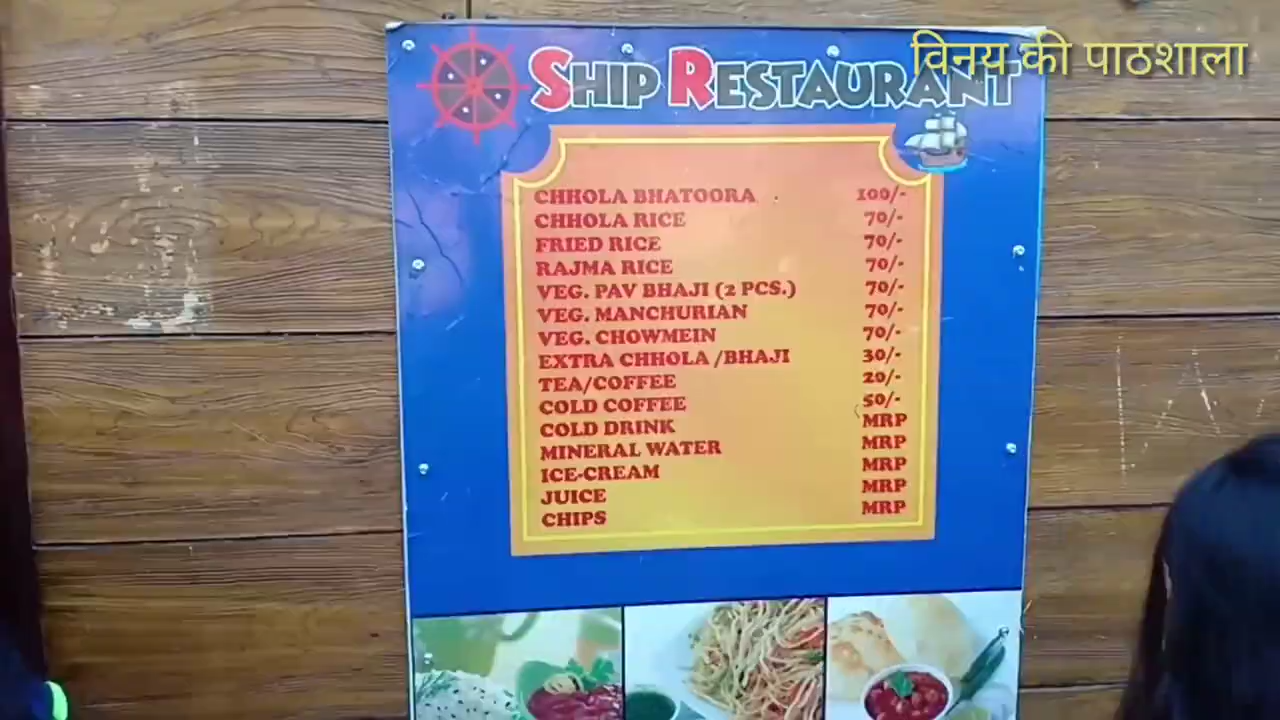 विनय की पाठशाला
SHIP RESTAURANT
CHHOLA BHATOORA 100/-
CHHOLA RICE 70/-
FRIED RICE 70/-
RAJMA RICE 70/-
VEG. PAV BHAJI (2 PCS.) 70/-
VEG. MANCHURIAN 70/-
VEG. CHOWMEIN 70/-
EXTRA CHHOLA /BHAJI 30/-
TEA/COFFEE 20/-
COLD COFFEE 50/-
COLD DRINK MRP
MINERAL WATER MRP
ICE-CREAM MRP
JUICE MRP
CHIPS MRP